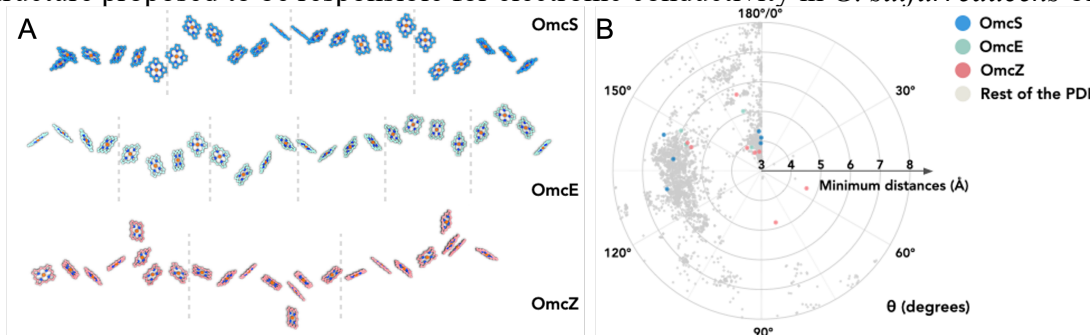 A
OmcS
OmcE
OmcZ
B
180°/0°
OmcS
OmcE
OmcZ
Rest of the PDB
150°
30°
3 4 5 6 7 8
Minimum distances (Å)
120°
60°
θ (degrees)
90°